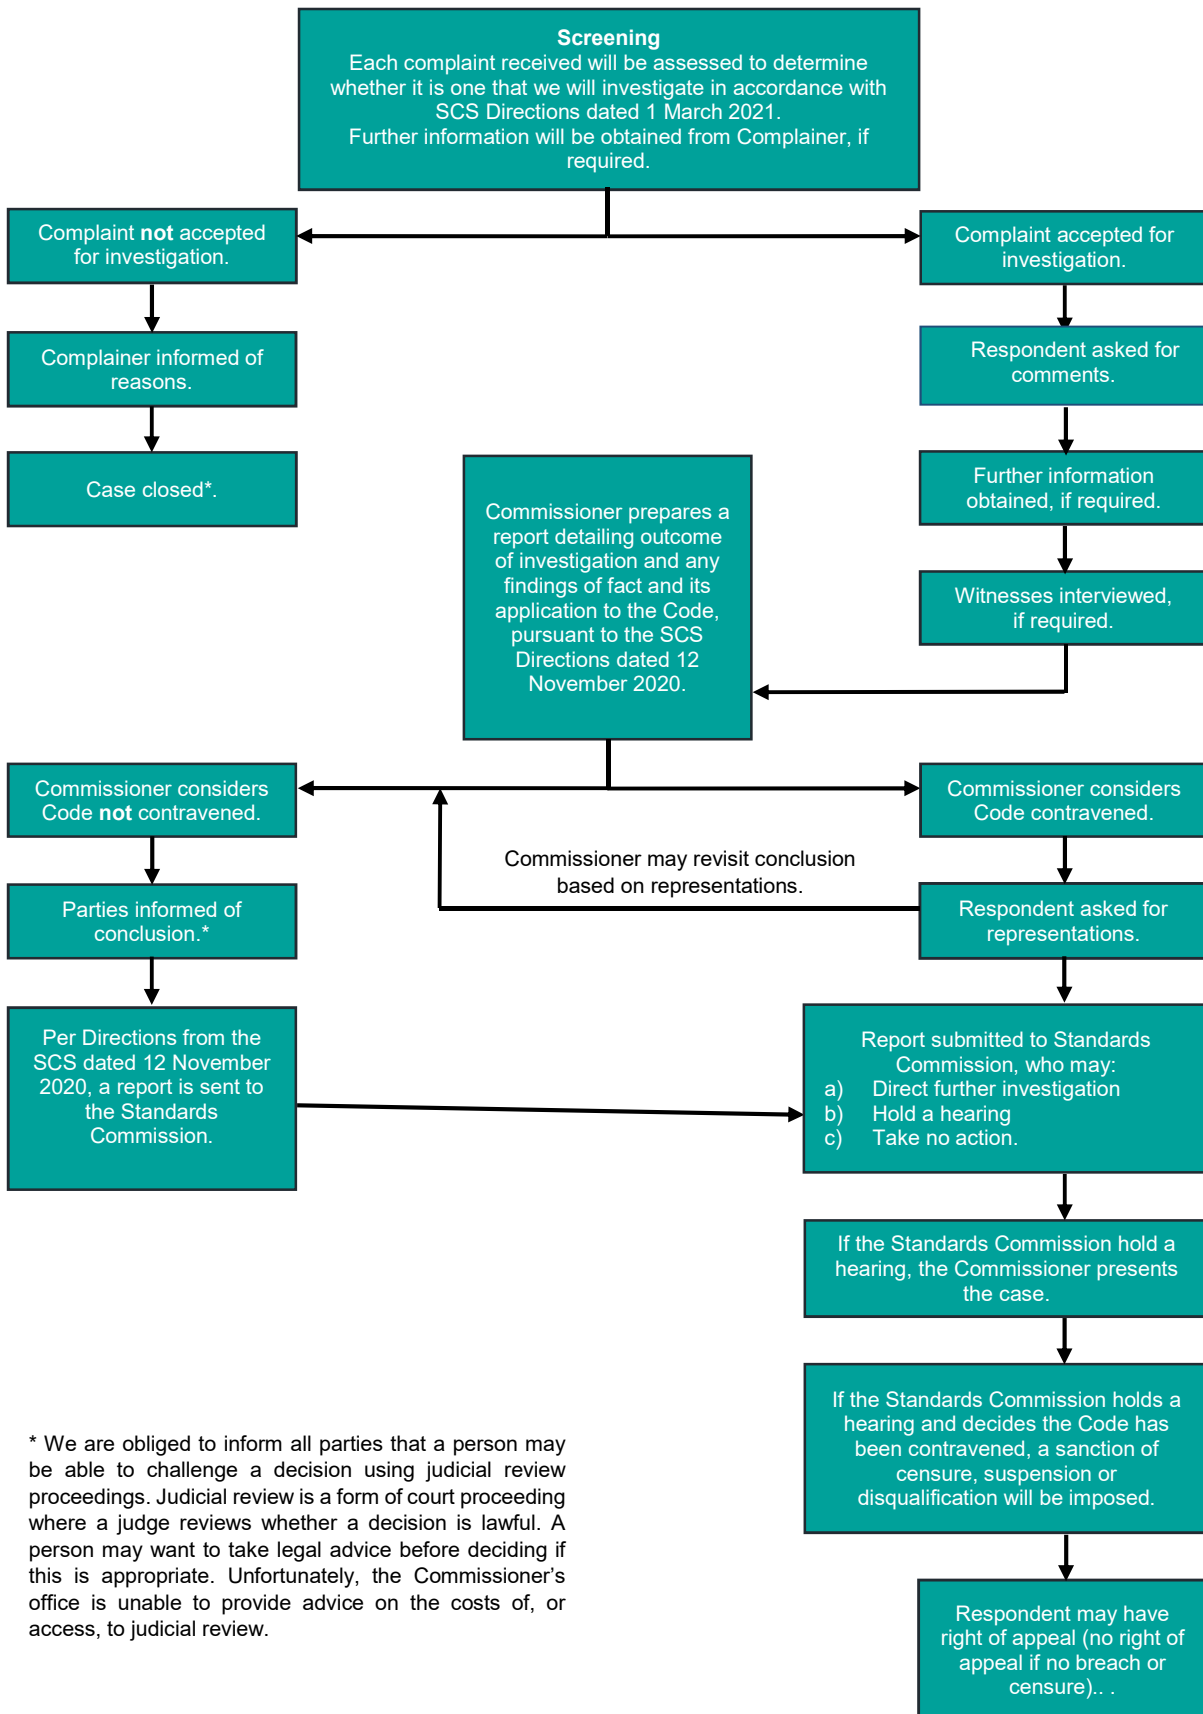 Screening
Each complaint received will be assessed to determine
whether it is one that we will investigate in accordance with
SCS Directions dated 1 March 2021.
Further information will be obtained from Complainer, if
required.
Complaint not accepted
for investigation.
Complaint accepted for
investigation.
Complainer informed of
reasons.
Respondent asked for
comments.
Case closed*.
Further information
obtained, if required.
Witnesses interviewed,
if required.
Commissioner prepares a
report detailing outcome
of investigation and any
findings of fact and its
application to the Code,
pursuant to the SCS
Directions dated 12
November 2020.
Commissioner considers
Code not contravened.
Commissioner considers
Code contravened.
Commissioner may revisit conclusion
based on representations.
Parties informed of
conclusion.*
Respondent asked for
representations.
Per Directions from the
SCS dated 12 November
2020, a report is sent to
the Standards
Commission.
Report submitted to Standards
Commission, who may:
a) Direct further investigation
b) Hold a hearing
c) Take no action.
If the Standards Commission hold a
hearing, the Commissioner presents
the case.
If the Standards Commission holds a
hearing and decides the Code has
been contravened, a sanction of
censure, suspension or
disqualification will be imposed.
* We are obliged to inform all parties that a person may
be able to challenge a decision using judicial review
proceedings. Judicial review is a form of court proceeding
where a judge reviews whether a decision is lawful. A
person may want to take legal advice before deciding if
this is appropriate. Unfortunately, the Commissioner's
office is unable to provide advice on the costs of, or
access, to judicial review.
Respondent may have
right of appeal (no right of
appeal if no breach or
censure).. .